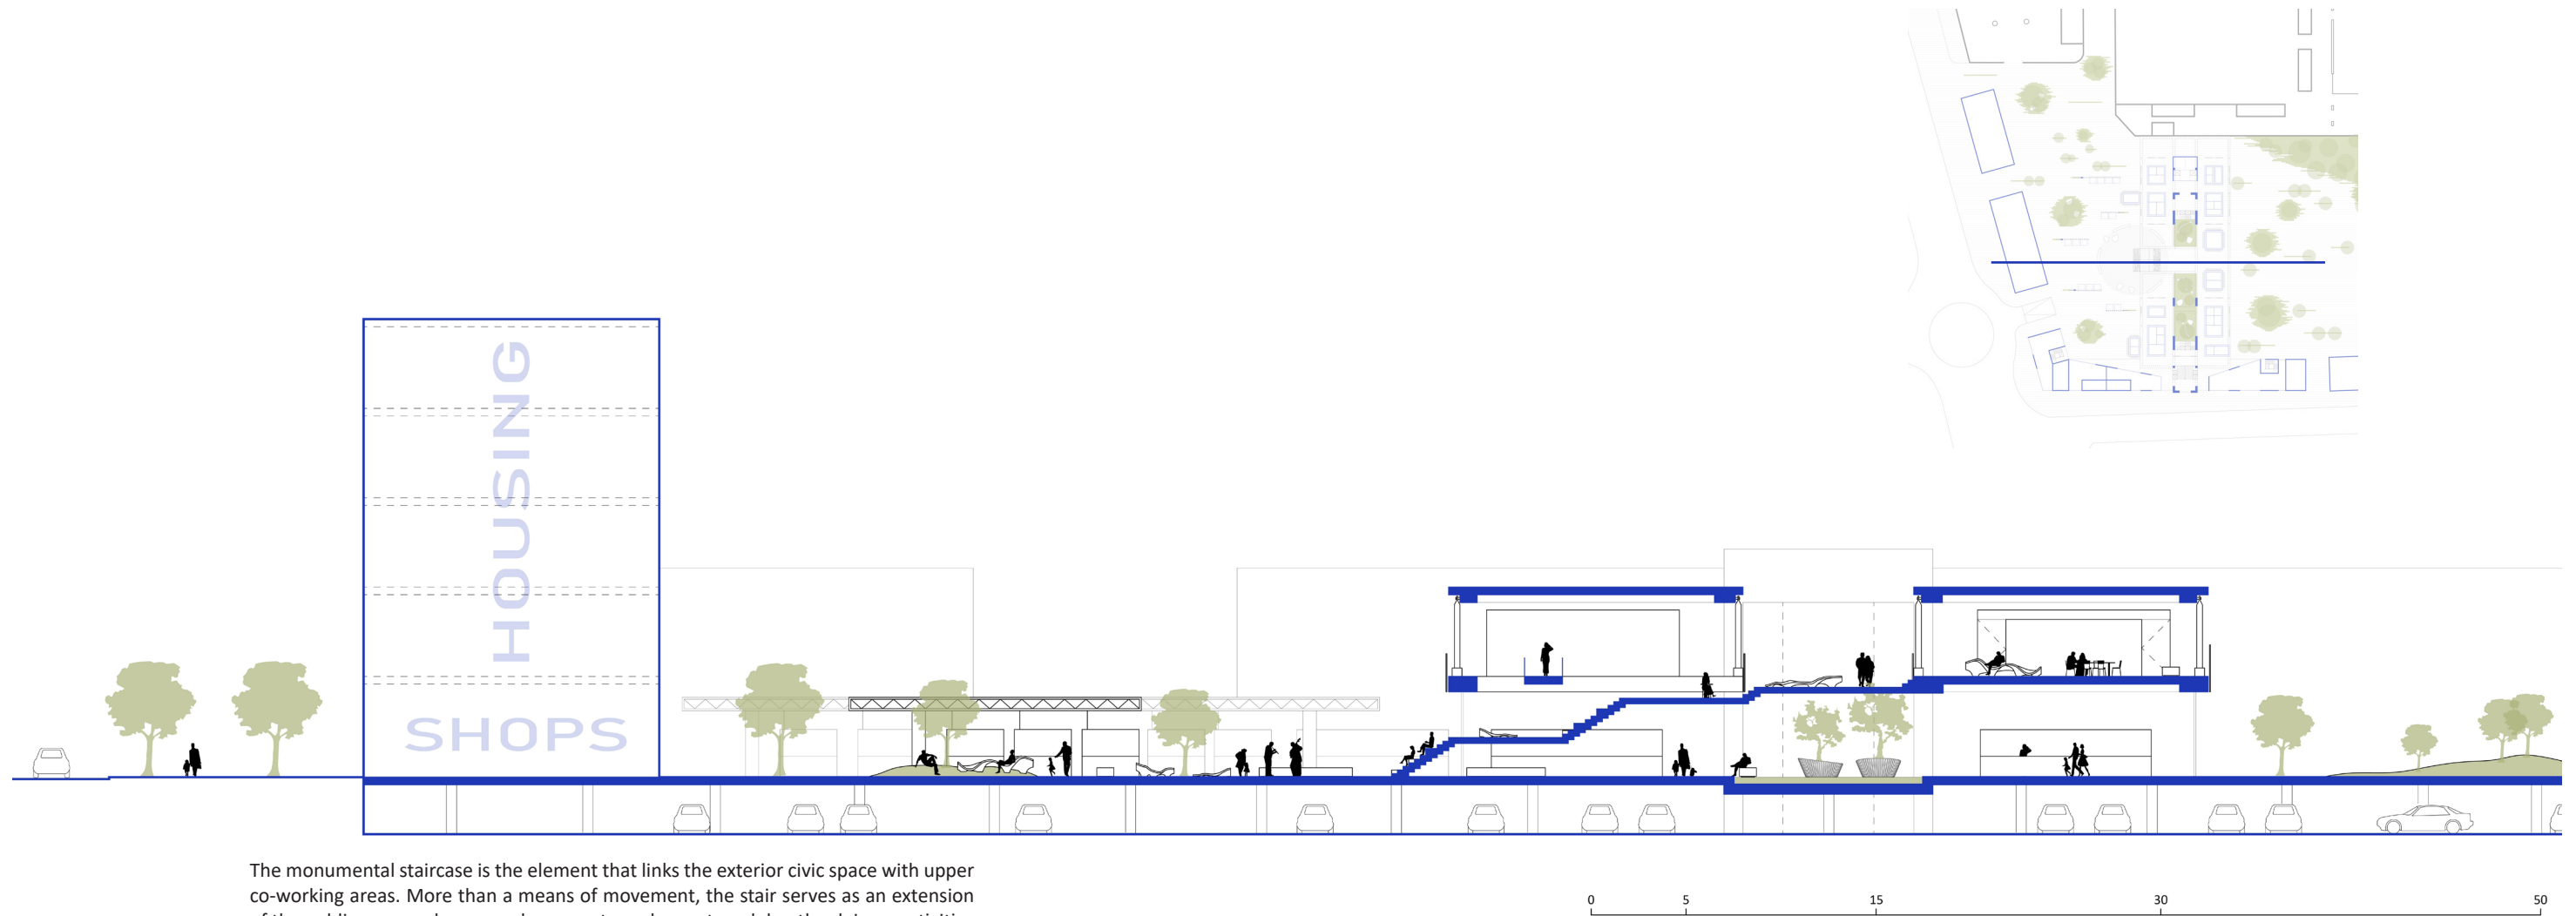 HOUSING
SHOPS
The monumental staircase is the element that links the exterior civic space with upper
co-working areas. More than a means of movement, the stair serves as an extension
0 5 15 30 50